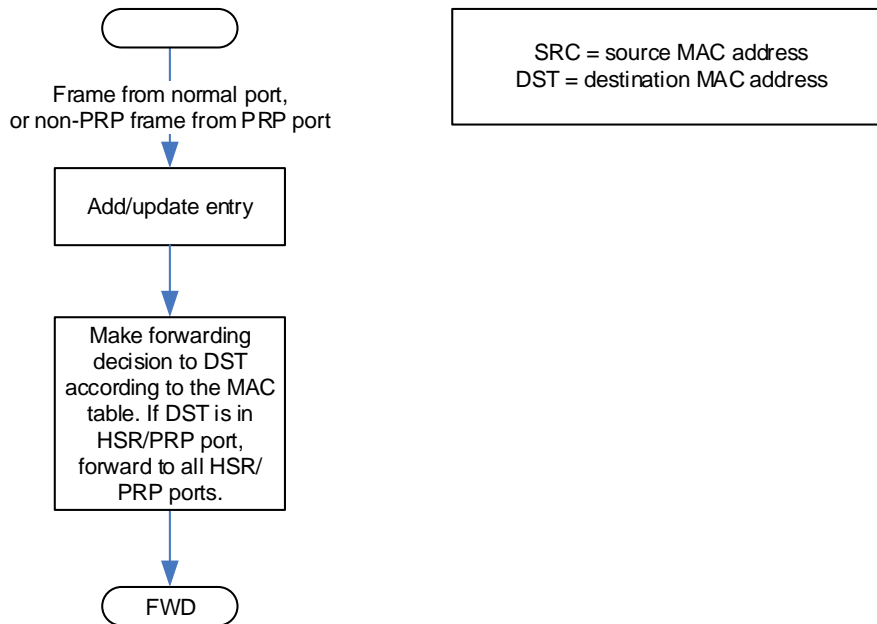 SRC = source MAC address
DST = destination MAC address
Frame from normal port,
or non-PRP frame from PRP port
Add/update entry
Make forwarding
decision to DST
according to the MAC
table. If DST is in
HSR/PRP port,
forward to all HSR/
PRP ports.
FWD